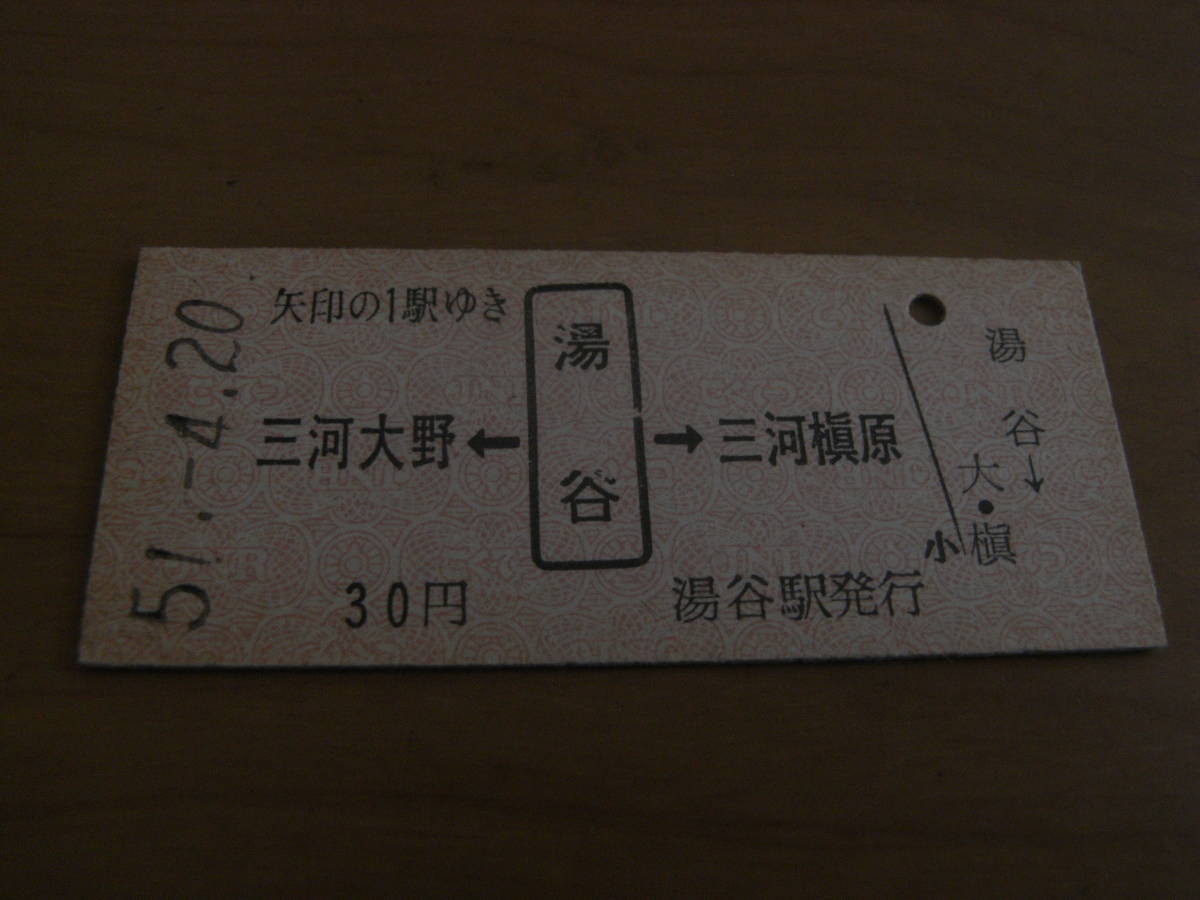 51.-4.20
矢印の1駅ゆき
三河大野←湯谷→三河槇原
30円
湯谷駅発行
湯谷→
大・槇
小